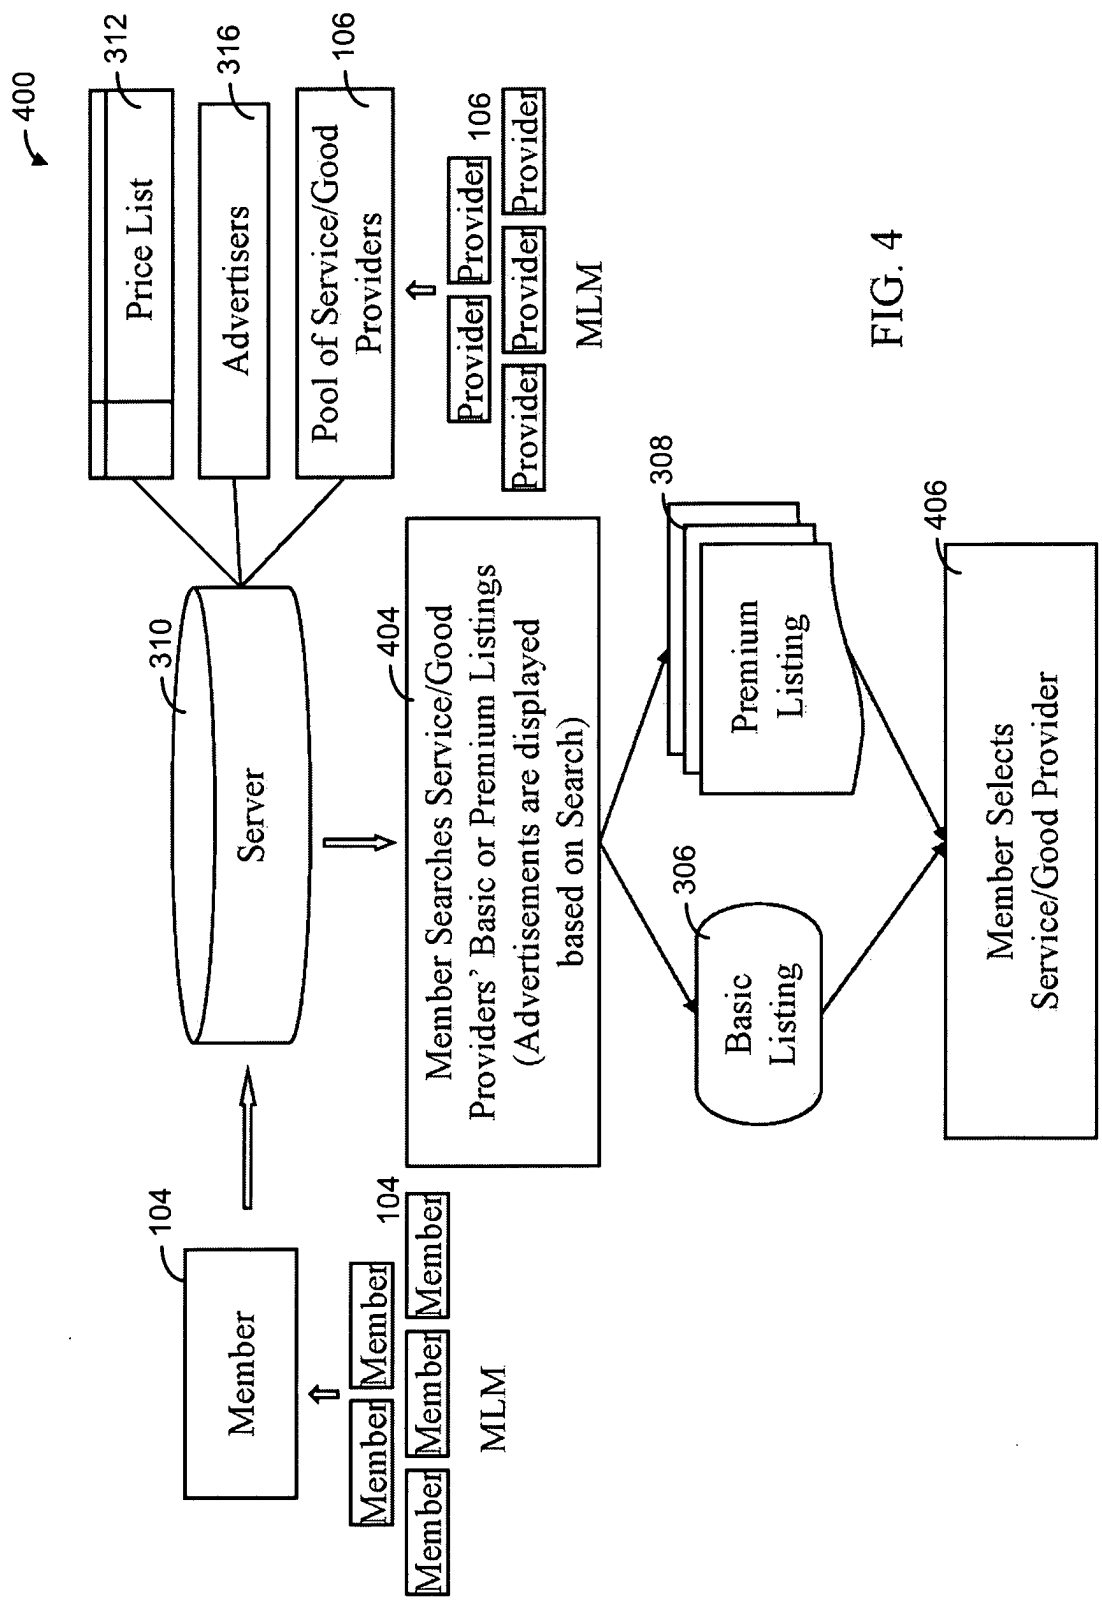 400
104
Member
Member
Member
104
Member
Member
Member
MLM
310
Server
Price List
312
Advertisers
316
Pool of Service/Good
Providers
106
Provider
Provider
106
Provider
Provider
Provider
MLM
404
Member Searches Service/Good
Providers’ Basic or Premium Listings
(Advertisements are displayed
based on Search)
306
Basic
Listing
308
Premium
Listing
406
Member Selects
Service/Good Provider
FIG. 4